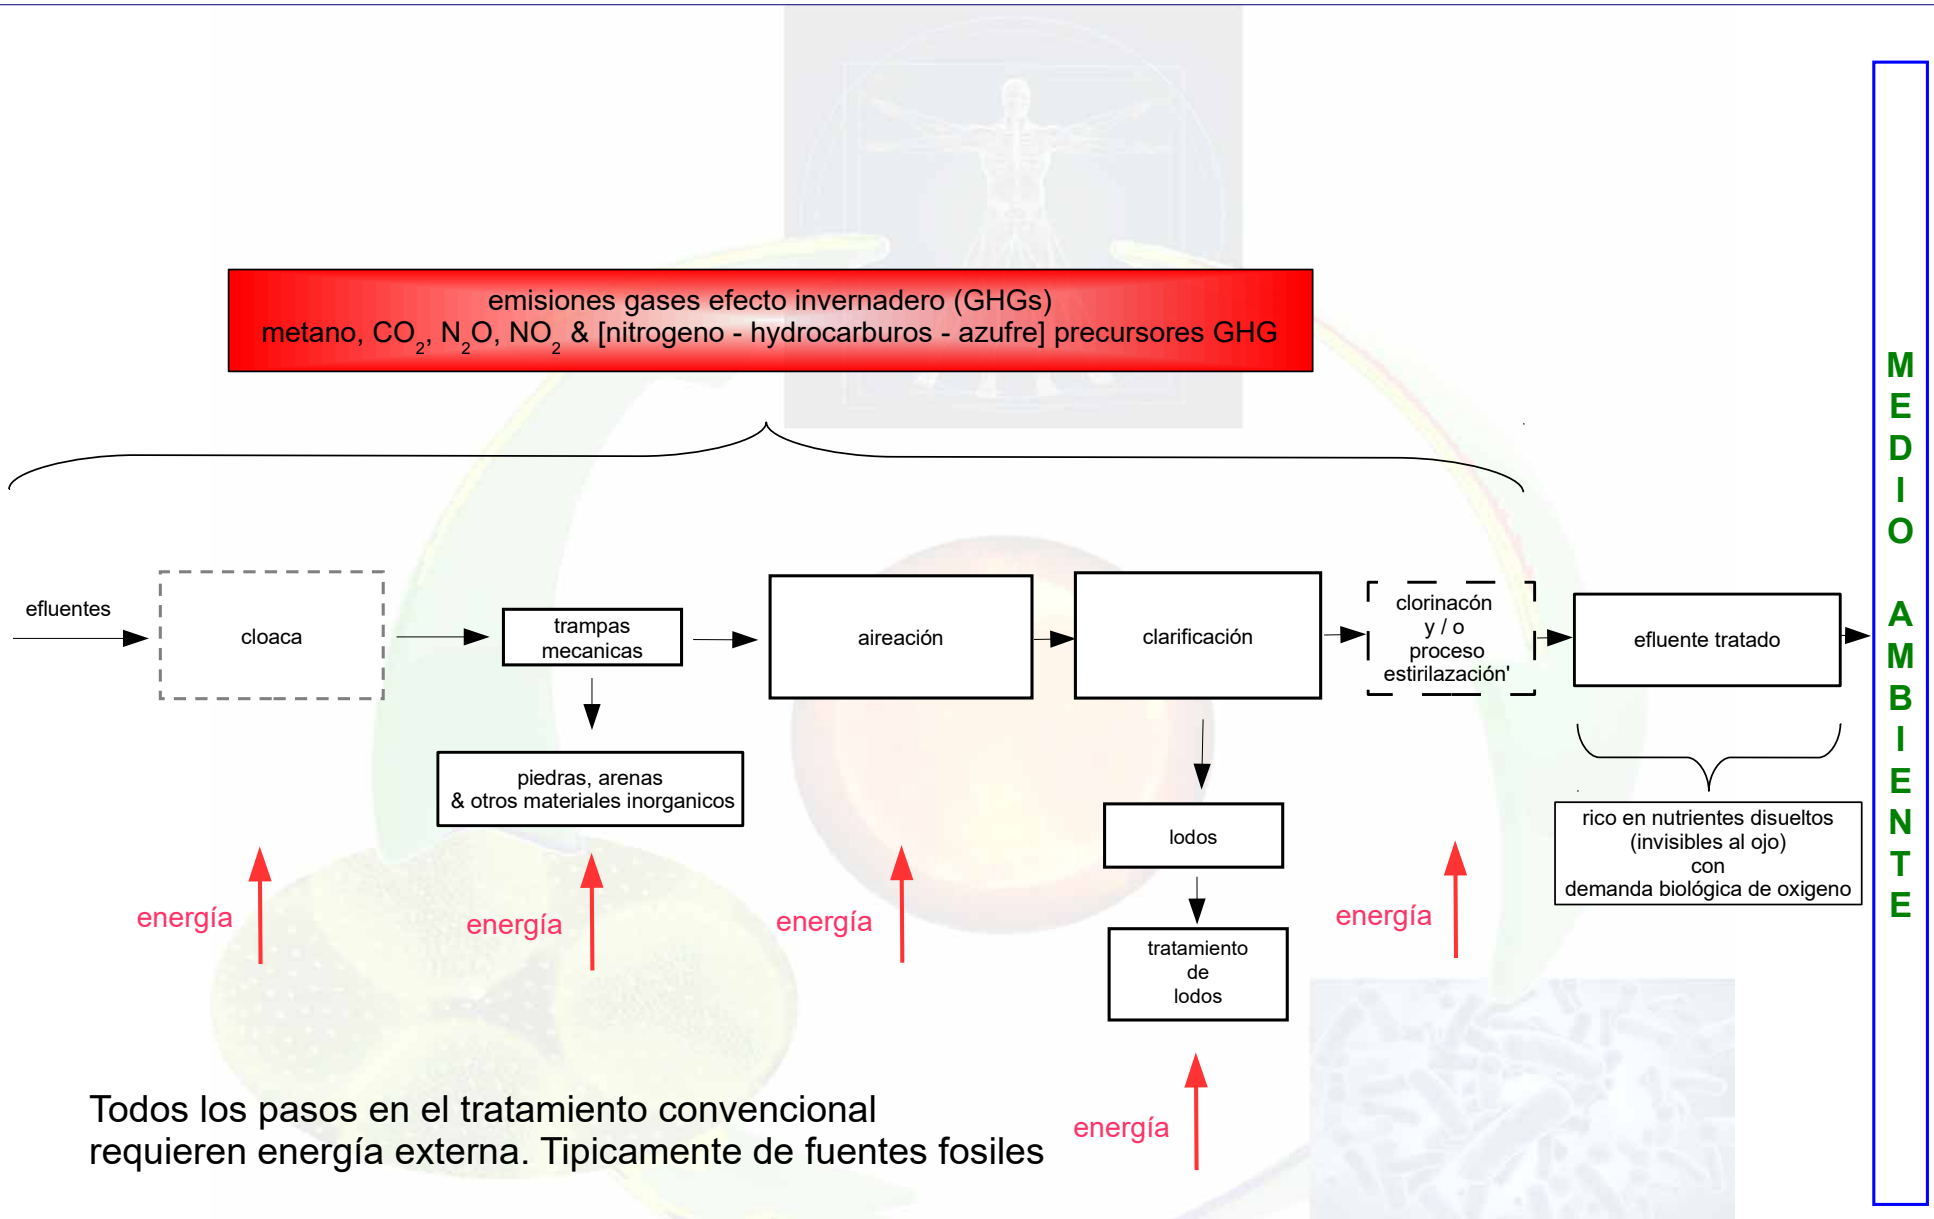 emisiones gases efecto invernadero (GHGs)
metano, CO2, N2O, NO2 & [nitrogeno - hydrocarburos - azufre] precursores GHG
efluentes
cloaca
trampas
mecanicas
aireación
clarificación
clorinacón
y / o
proceso
estirilazación'
efluente tratado
piedras, arenas
& otros materiales inorganicos
lodos
tratamiento
de
lodos
rico en nutrientes disueltos
(invisibles al ojo)
con
demanda biológica de oxigeno
energía
energía
energía
energía
energía
Todos los pasos en el tratamiento convencional
requieren energía externa. Tipicamente de fuentes fosiles
MEDIO AMBIENTE